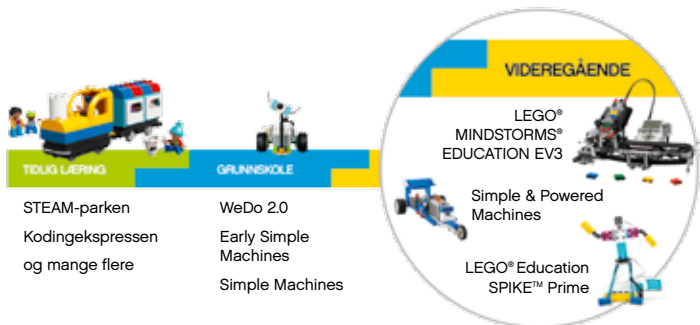 TIDLIG LÆRING
STEAM-parken
Kodingekspressen
og mange flere
GRUNNSKOLE
WeDo 2.0
Early Simple
Machines
Simple Machines
VIDEREGÅENDE
LEGO®
MINDSTORMS®
EDUCATION EV3
Simple & Powered
Machines
LEGO® Education
SPIKE™ Prime